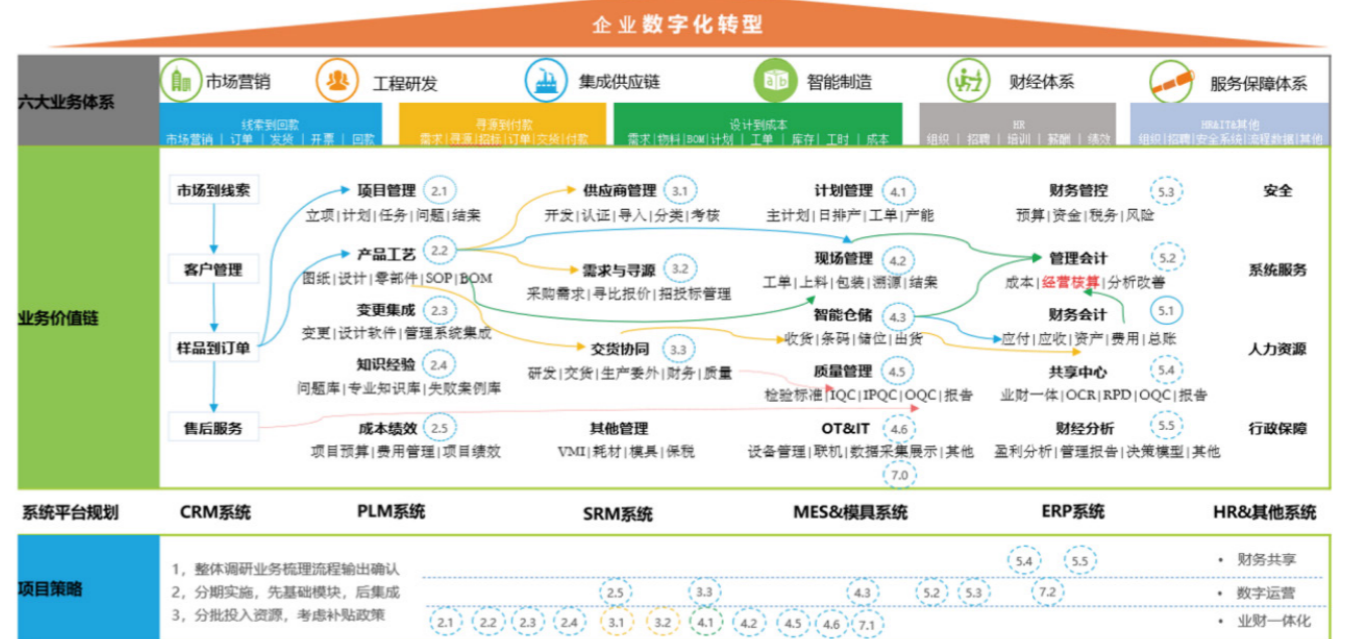 企业数字化转型
六大业务体系
市场营销
工程研发
集成供应链
智能制造
财经体系
服务保障体系
线索到回款
市场营销 | 订单 | 发货 | 开票 | 回款
寻源到付款
需求|寻源|招标|订单|交货|付款
设计到成本
需求|物料|BOM|计划 | 工单 | 库存| 工时 | 成本
HR
组织 | 招聘 | 培训 | 薪酬 | 绩效
HR&IT&其他
组织|招聘|安全系统|流程数据|其他
业务价值链
市场到线索
客户管理
样品到订单
售后服务
项目管理 2.1
立项|计划|任务|问题|结案
产品工艺 2.2
图纸|设计|零部件|SOP|BOM
变更集成 2.3
变更|设计软件|管理系统集成
知识经验 2.4
问题库|专业知识库|失败案例库
成本绩效 2.5
项目预算|费用管理|项目绩效
供应商管理 3.1
开发|认证|导入|分类|考核
需求与寻源 3.2
采购需求|寻比报价|招投标管理
交货协同 3.3
研发|交货|生产委外|财务|质量
其他管理
VMI|耗材|模具|保税
计划管理 4.1
主计划|日排产|工单|产能
现场管理 4.2
工单|上料|包装|溯源|结案
智能仓储 4.3
收货|条码|储位|出货
质量管理 4.5
检验标准|IQC|IPQC|OQC|报告
OT&IT 4.6
设备管理|联机|数据采集展示|其他
7.0
财务管控 5.3
预算|资金|税务|风险
管理会计 5.2
成本|经营核算|分析改善
财务会计 5.1
应付|应收|资产|费用|总账
共享中心 5.4
业财一体|OCR|RPD|OQC|报告
财经分析 5.5
盈利分析|管理报告|决策模型|其他
安全
系统服务
人力资源
行政保障
系统平台规划
CRM系统
PLM系统
SRM系统
MES&模具系统
ERP系统
HR&其他系统
项目策略
1，整体调研业务梳理流程输出确认
2，分期实施，先基础模块，后集成
3，分批投入资源，考虑补贴政策
5.4 5.5
• 财务共享
2.5 3.3 4.3 5.2 5.3 7.2
• 数字运营
2.1 2.2 2.3 2.4 3.1 3.2 4.1 4.2 4.5 4.6 7.1
• 业财一体化